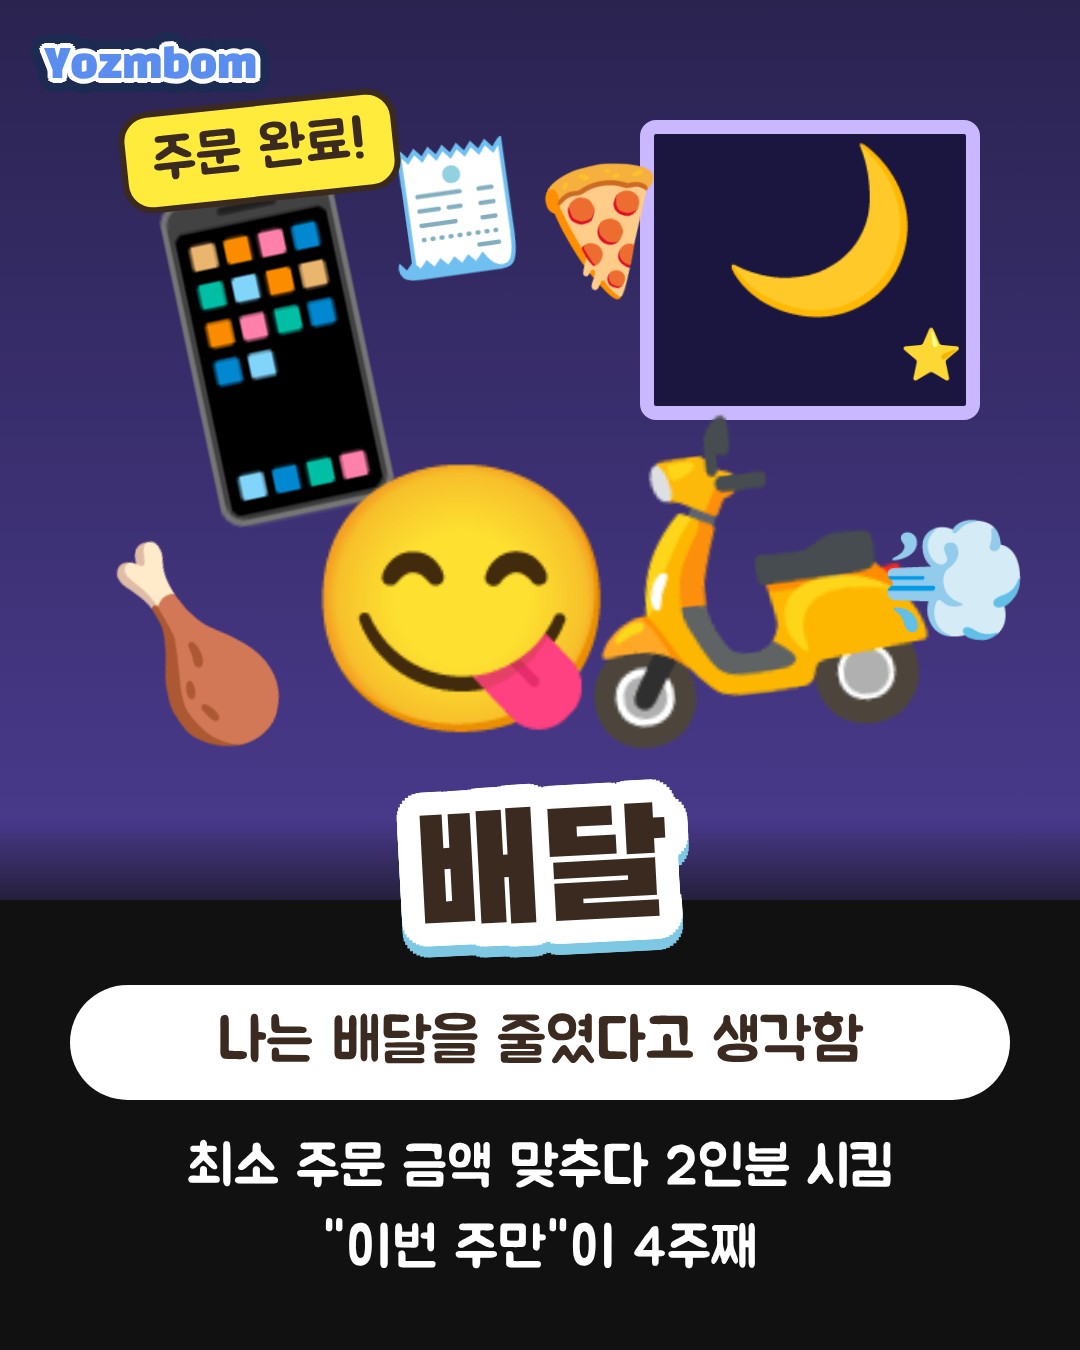 Yozmbom
주문 완료!
배달
나는 배달을 줄였다고 생각함
최소 주문 금액 맞추다 2인분 시킴
"이번 주만"이 4주째